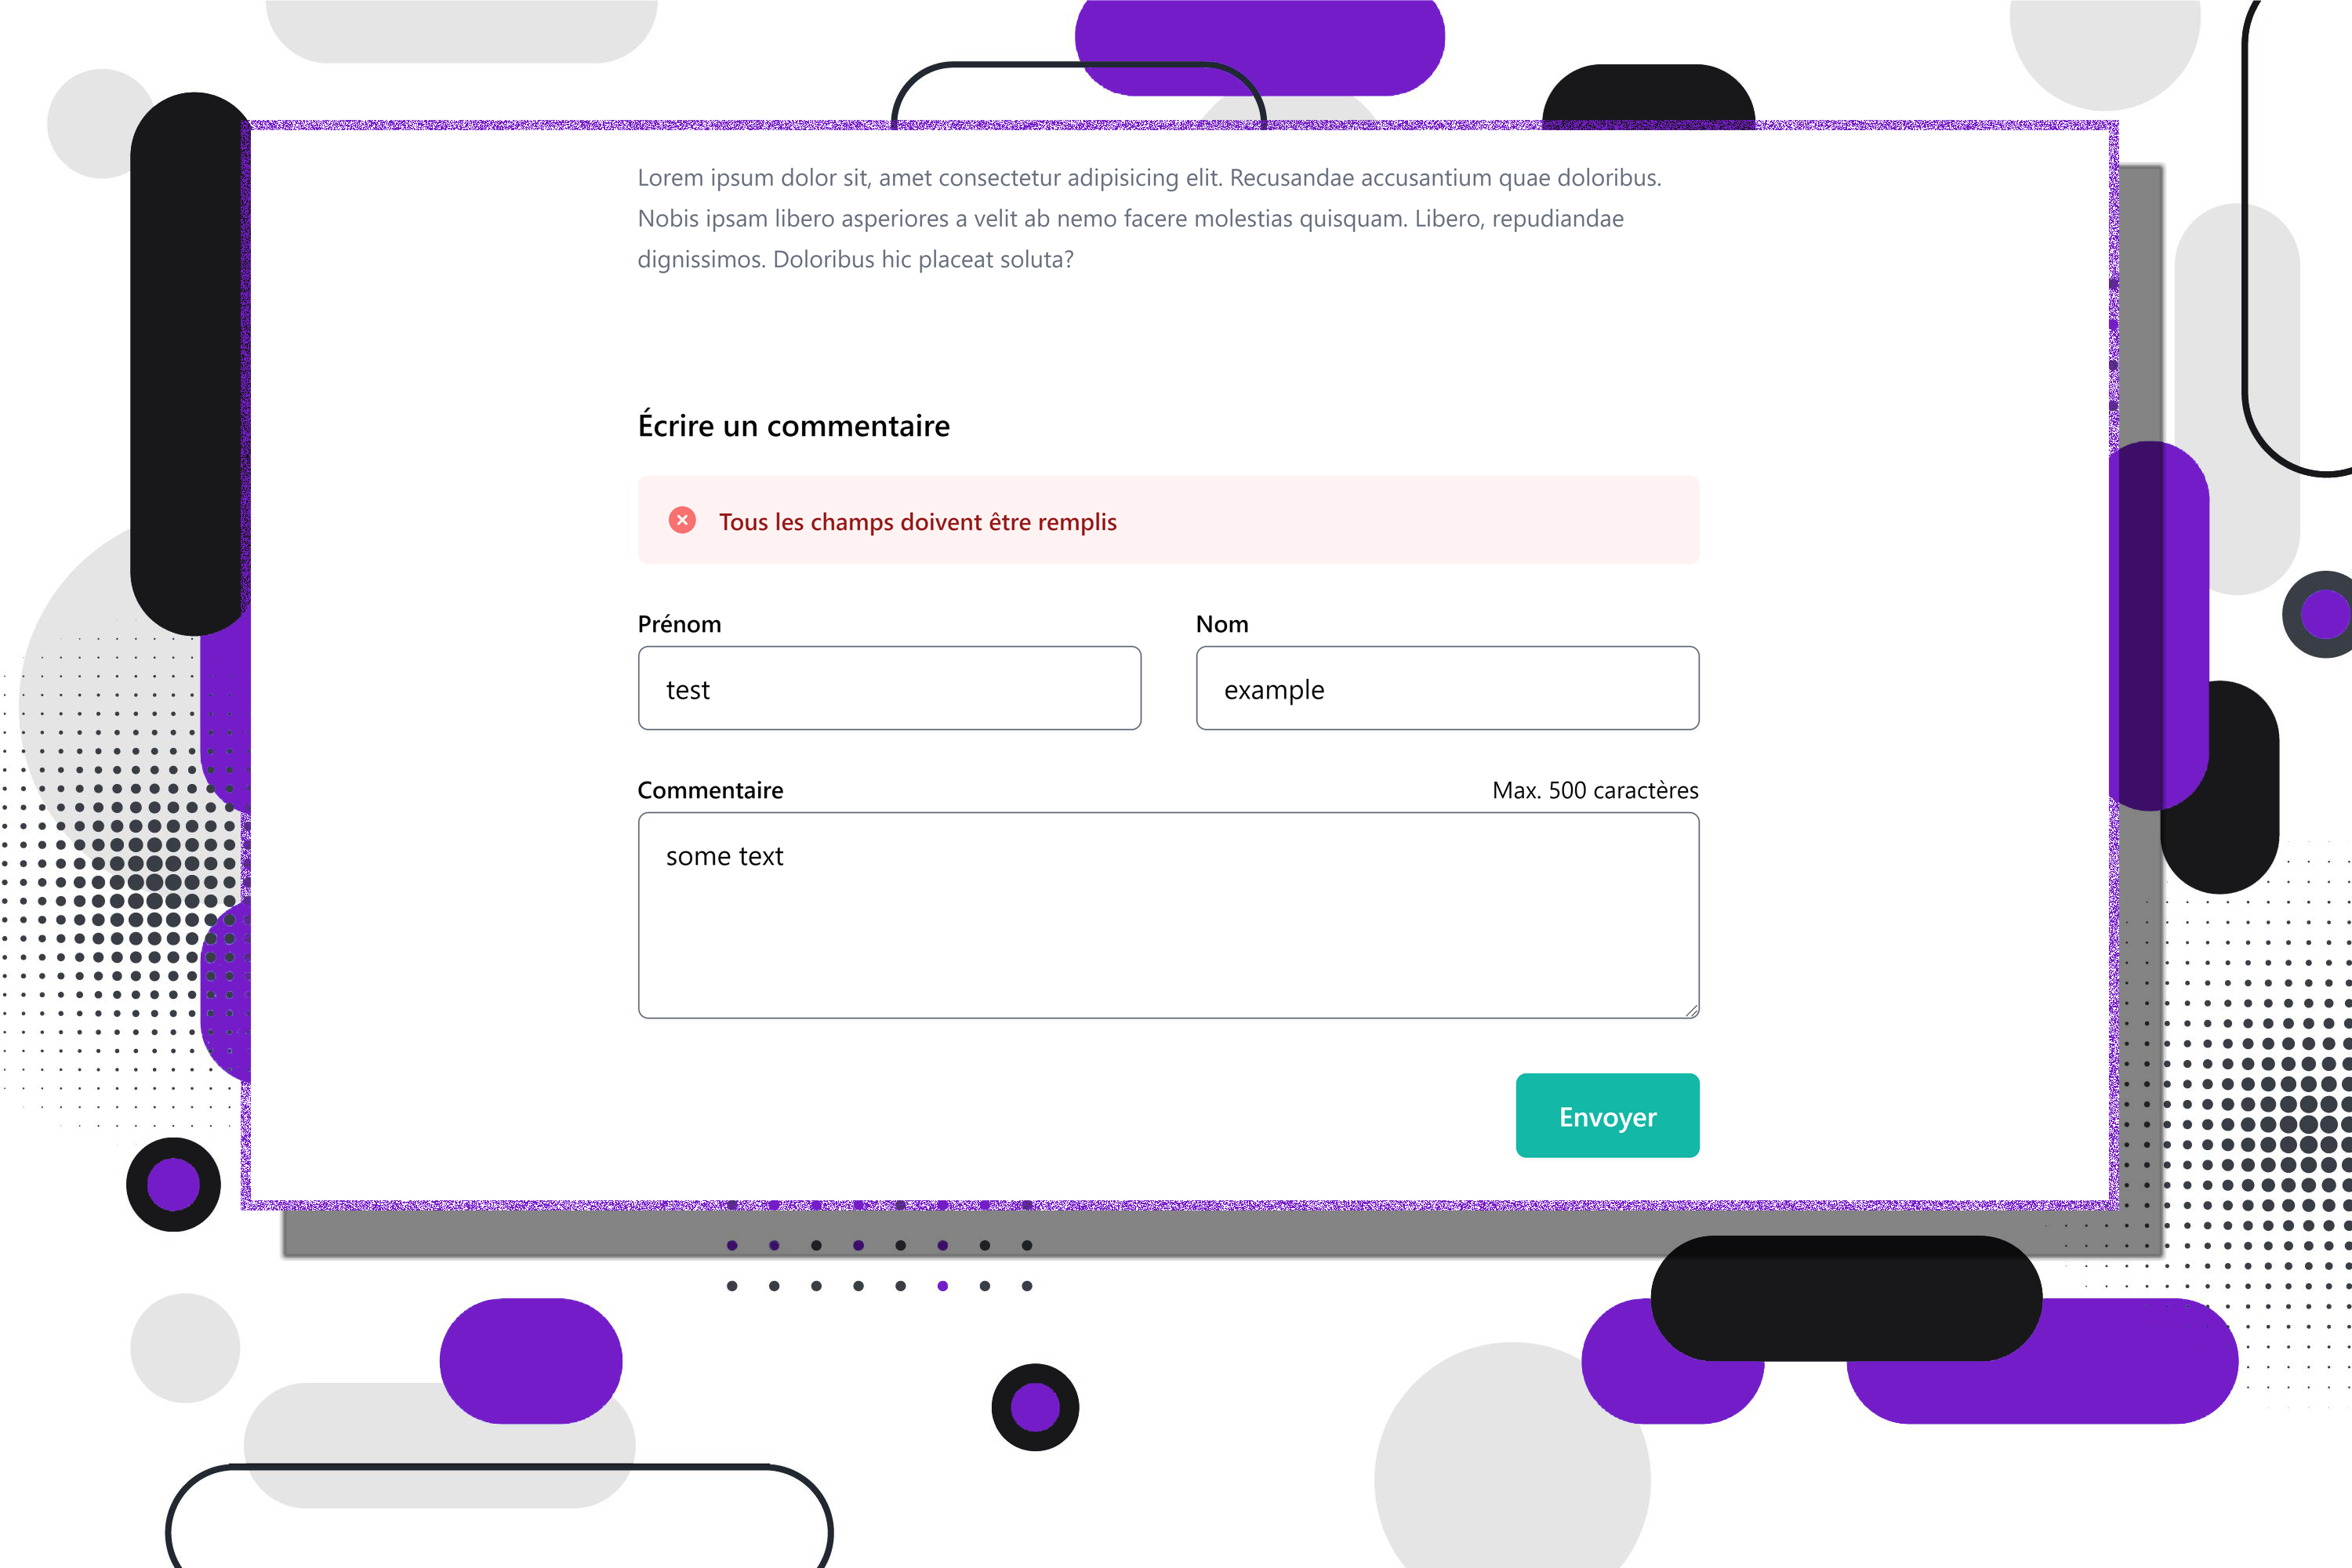 Lorem ipsum dolor sit, amet consectetur adipisicing elit. Recusandae accusantium quae doloribus.
Nobis ipsam libero asperiores a velit ab nemo facere molestias quisquam. Libero, repudiandae
dignissimos. Doloribus hic placeat soluta?
Écrire un commentaire
Tous les champs doivent être remplis
Prénom
Nom
test
example
Commentaire
Max. 500 caractères
some text
Envoyer